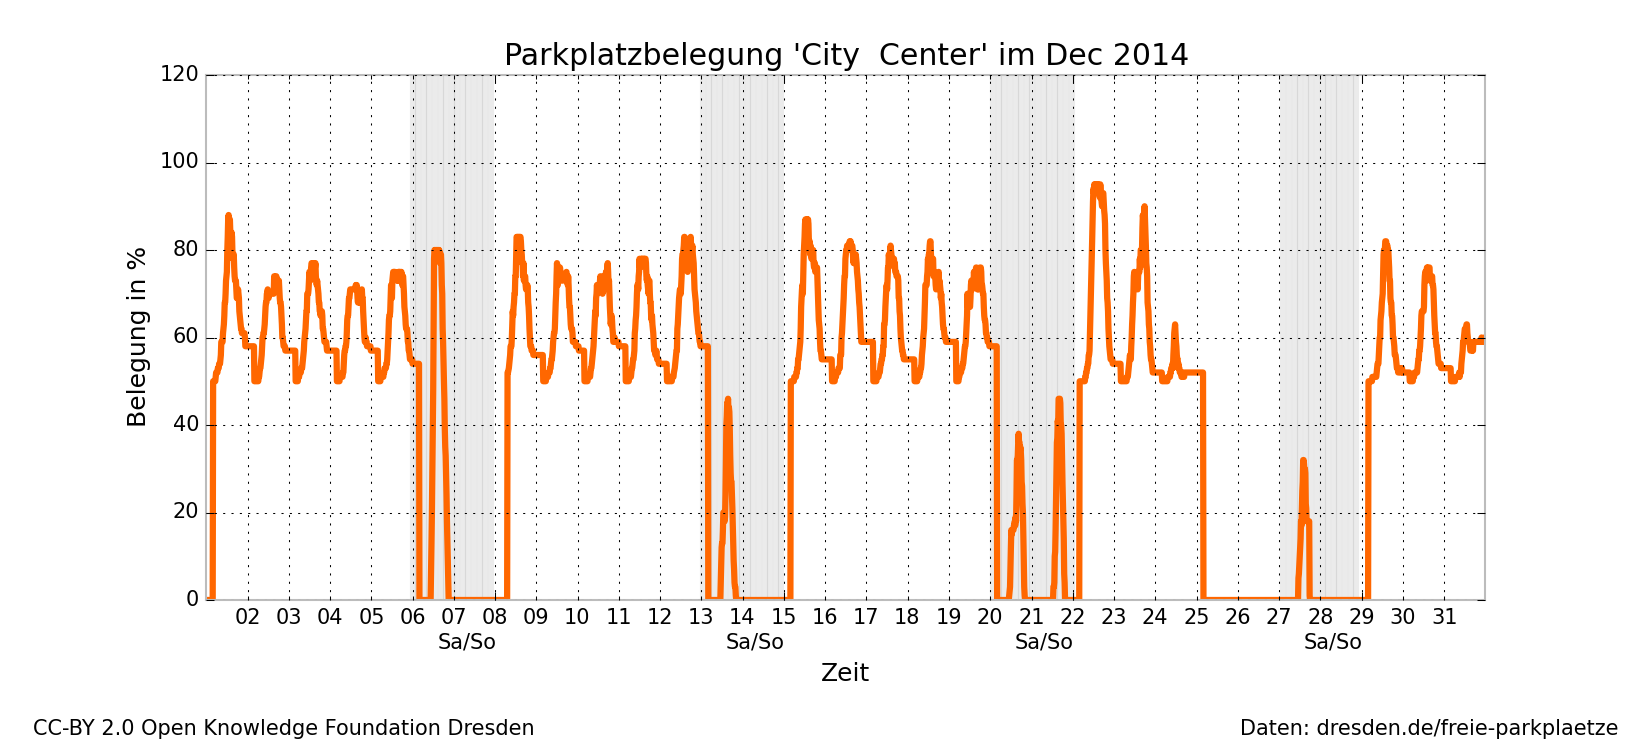 Parkplatzbelegung 'City  Center' im Dec 2014
120
100
80
60
40
20
0
Belegung in %
02 03 04 05 06 07 08 09 10 11 12 13 14 15 16 17 18 19 20 21 22 23 24 25 26 27 28 29 30 31
Sa/So Sa/So Sa/So Sa/So
Zeit
CC-BY 2.0 Open Knowledge Foundation Dresden
Daten: dresden.de/freie-parkplaetze